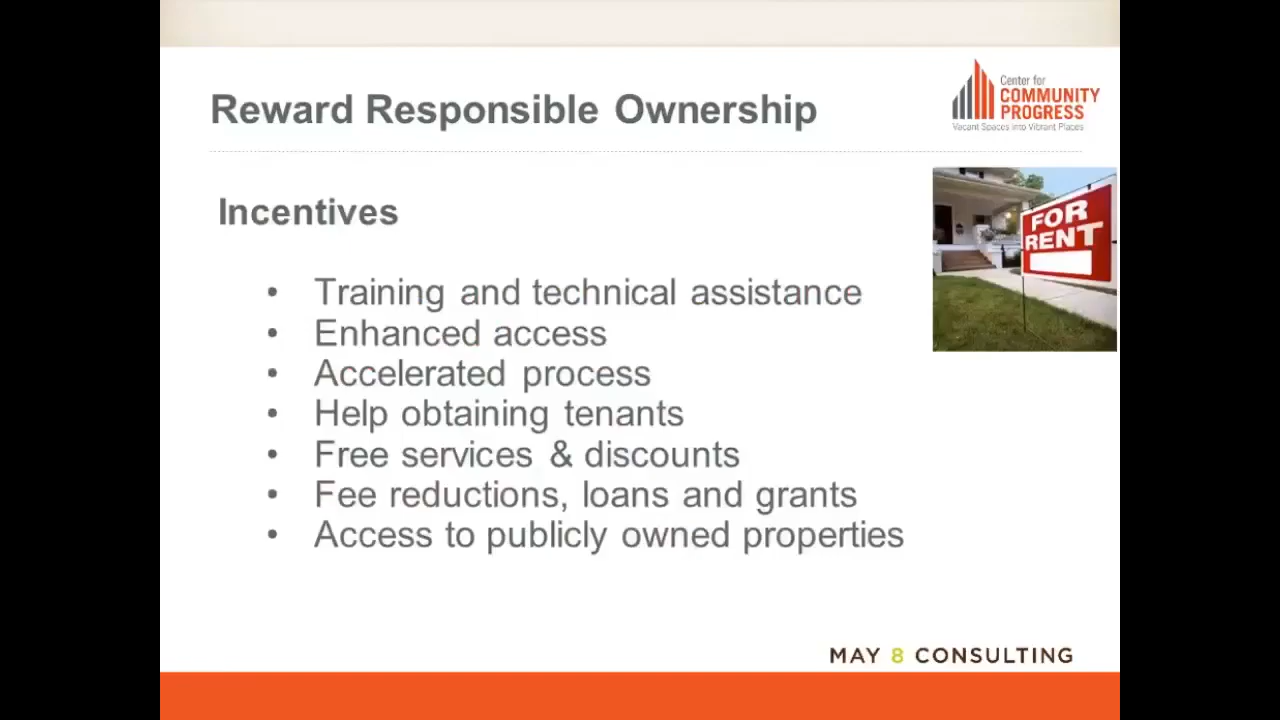 Reward Responsible Ownership
Center for
COMMUNITY
PROGRESS
Vacant Spaces into Vibrant Places
Incentives
FOR
RENT
• Training and technical assistance
• Enhanced access
• Accelerated process
• Help obtaining tenants
• Free services & discounts
• Fee reductions, loans and grants
• Access to publicly owned properties
MAY 8 CONSULTING